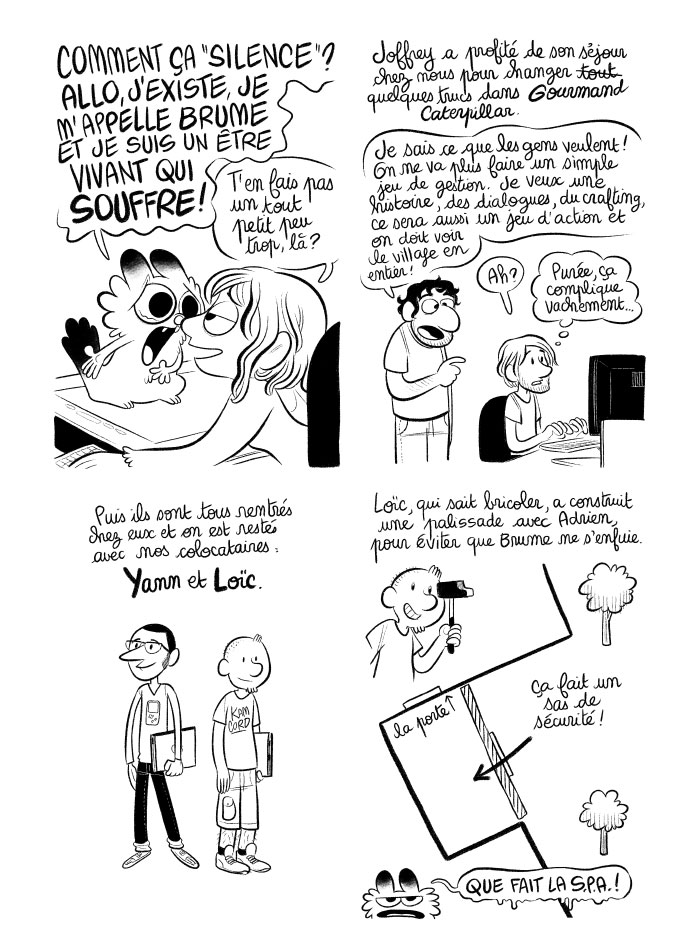 COMMENT ÇA "SILENCE"?
ALLO, J'EXISTE, JE
M'APPELLE BRUME
ET JE SUIS UN ÊTRE
VIVANT QUI
SOUFFRE!
T'en fais pas
un tout
petit peu
trop, là?
Joffrey a profité de son séjour
chez nous pour changer tout
quelques trucs dans Gourmand
Caterpillar.
Je sais ce que les gens veulent!
On ne va plus faire un simple
jeu de gestion. Je veux une
histoire, des dialogues, du crafting,
ce sera aussi un jeu d'action et
on doit voir
le village en
entier!
Ah?
Purée, ça
complique
vachement...
Puis ils sont tous rentrés
chez eux et on est resté
avec nos colocataires:
Yann et Loïc.
KAM
CORD
Loïc, qui sait bricoler, a construit
une palissade avec Adrien,
pour éviter que Brume ne s'enfuie.
la porte
Ça fait un
sas de
sécurité!
QUE FAIT LA S.P.A.!